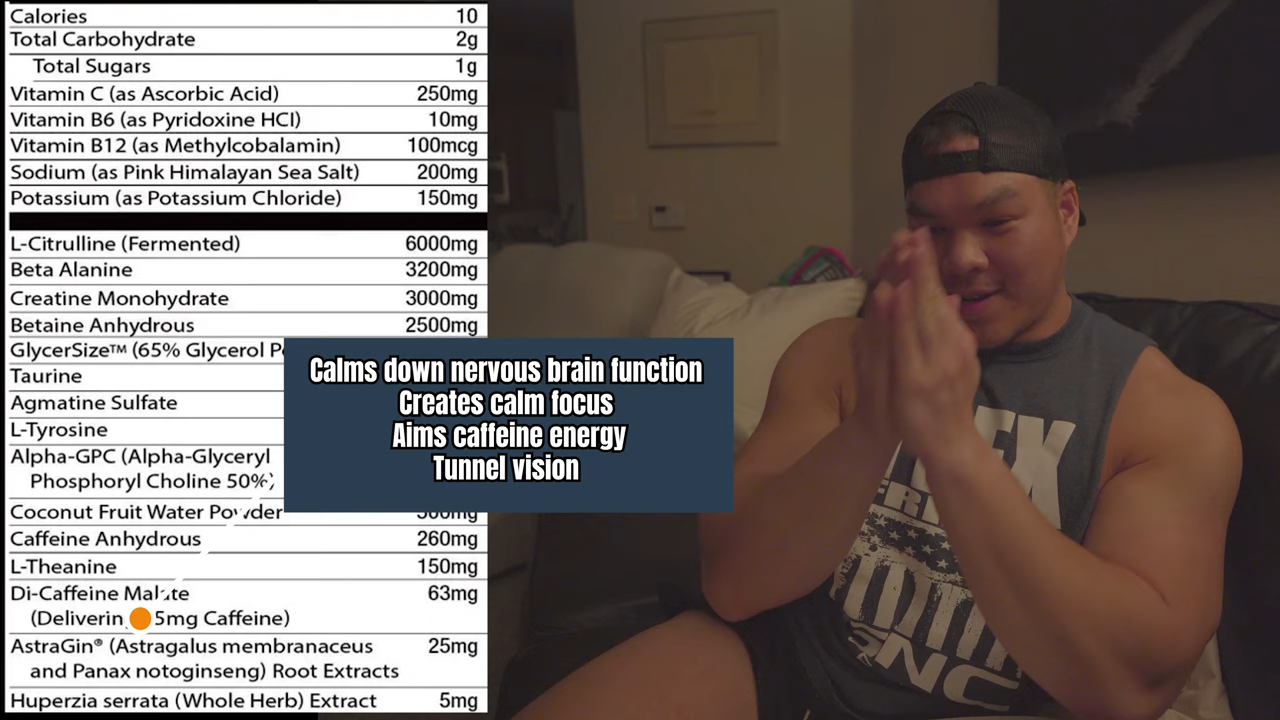 Calories 10
Total Carbohydrate 2g
Total Sugars 1g
Vitamin C (as Ascorbic Acid) 250mg
Vitamin B6 (as Pyridoxine HCI) 10mg
Vitamin B12 (as Methylcobalamin) 100mcg
Sodium (as Pink Himalayan Sea Salt) 200mg
Potassium (as Potassium Chloride) 150mg
L-Citrulline (Fermented) 6000mg
Beta Alanine 3200mg
Creatine Monohydrate 3000mg
Betaine Anhydrous 2500mg
GlycerSize™ (65% Glycerol
Taurine
Agmatine Sulfate
L-Tyrosine
Alpha-GPC (Alpha-Glyceryl
Phosphoryl Choline 50%)
Coconut Fruit Water Powder
Caffeine Anhydrous 260mg
L-Theanine 150mg
Di-Caffeine Malate 63mg
5mg Caffeine)
AstraGin® (Astragalus membranaceus 25mg
and Panax notoginseng) Root Extracts
Huperzia serrata (Whole Herb) Extract 5mg
Calms down nervous brain function
Creates calm focus
Aims caffeine energy
Tunnel vision